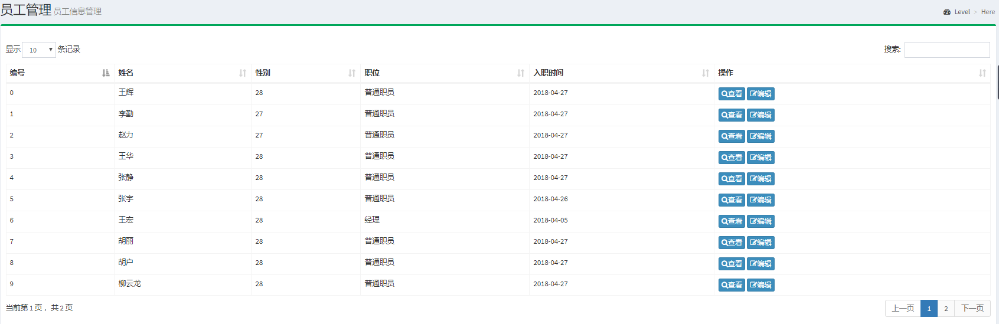 员工管理 员工信息管理
Level > Here
显示 10 条记录 搜索:
编号 姓名 性别 职位 入职时间 操作
0 王辉 28 普通职员 2018-04-27 查看 编辑
1 李勤 27 普通职员 2018-04-27 查看 编辑
2 赵力 27 普通职员 2018-04-27 查看 编辑
3 王华 28 普通职员 2018-04-27 查看 编辑
4 张静 28 普通职员 2018-04-27 查看 编辑
5 张宇 28 普通职员 2018-04-26 查看 编辑
6 王宏 28 经理 2018-04-05 查看 编辑
7 胡丽 28 普通职员 2018-04-27 查看 编辑
8 胡户 28 普通职员 2018-04-27 查看 编辑
9 柳云龙 28 普通职员 2018-04-27 查看 编辑
当前第1页，共2页 上一页 1 2 下一页